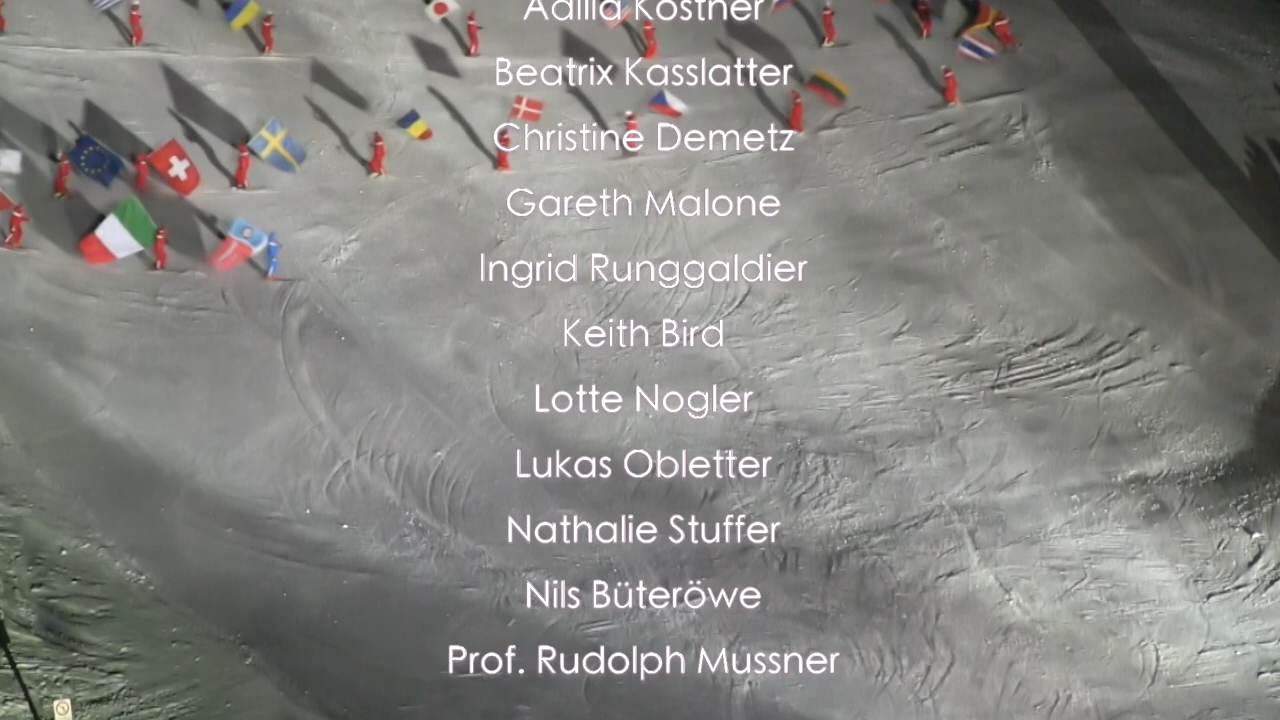 Kostner
Beatrix Kasslatter
Christine Demetz
Gareth Malone
Ingrid Runggaldier
Keith Bird
Lotte Nogler
Lukas Obletter
Nathalie Stuffer
Nils Büteröwe
Prof. Rudolph Mussner